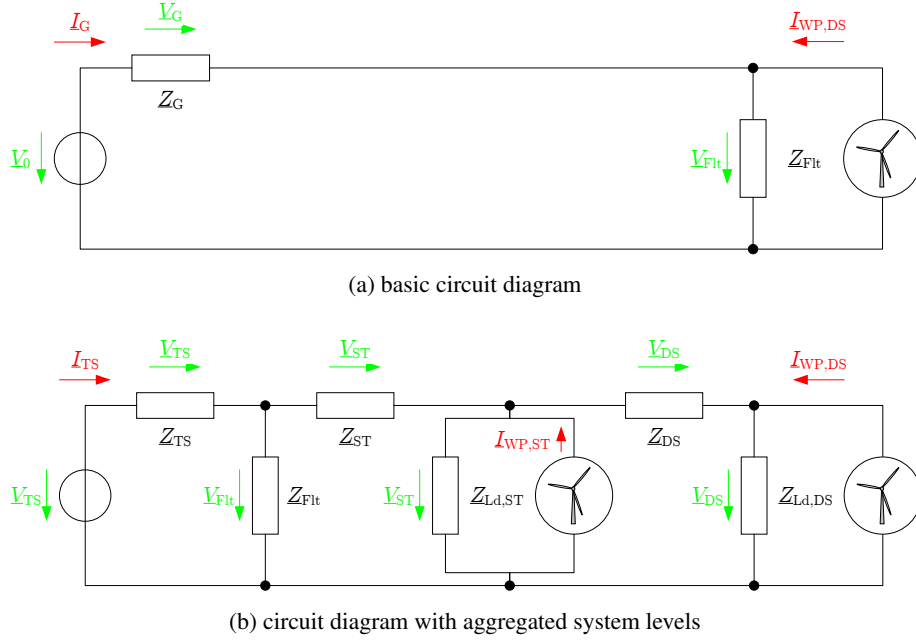 I_G V_G I_WP,DS
Z_G
V_0 V_Flt Z_Flt
(a) basic circuit diagram
I_TS V_TS V_ST V_DS I_WP,DS
Z_TS Z_ST I_WP,ST Z_DS
V_TS V_Flt Z_Flt V_ST Z_Ld,ST V_DS Z_Ld,DS
(b) circuit diagram with aggregated system levels